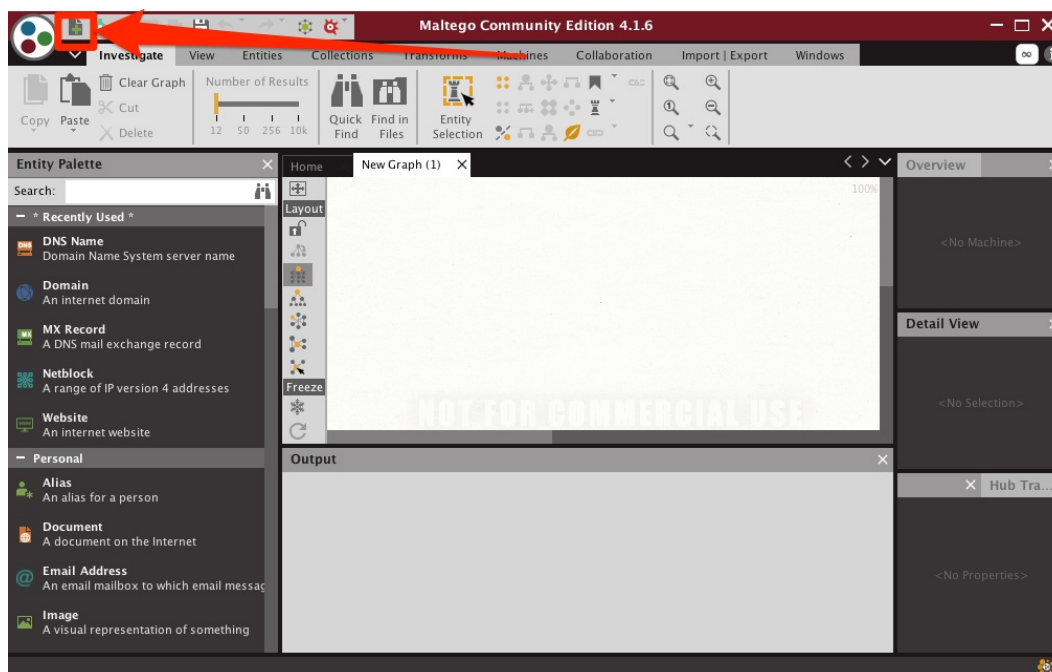 Maltego Community Edition 4.1.6
Investigate View Entities Collections Transforms Machines Collaboration Import | Export Windows
Copy
Paste
Clear Graph
Cut
Delete
Number of Results
12 50 256 10k
Quick Find
Find in Files
Entity Selection
Entity Palette
Search:
* Recently Used *
DNS Name
Domain Name System server name
Domain
An internet domain
MX Record
A DNS mail exchange record
Netblock
A range of IP version 4 addresses
Website
An internet website
Personal
Alias
An alias for a person
Document
A document on the Internet
Email Address
An email mailbox to which email messag
Image
A visual representation of something
Home New Graph (1)
Layout
Freeze
100%
NOT FOR COMMERCIAL USE
Output
Overview
<No Machine>
Detail View
<No Selection>
Hub Tra...
<No Properties>